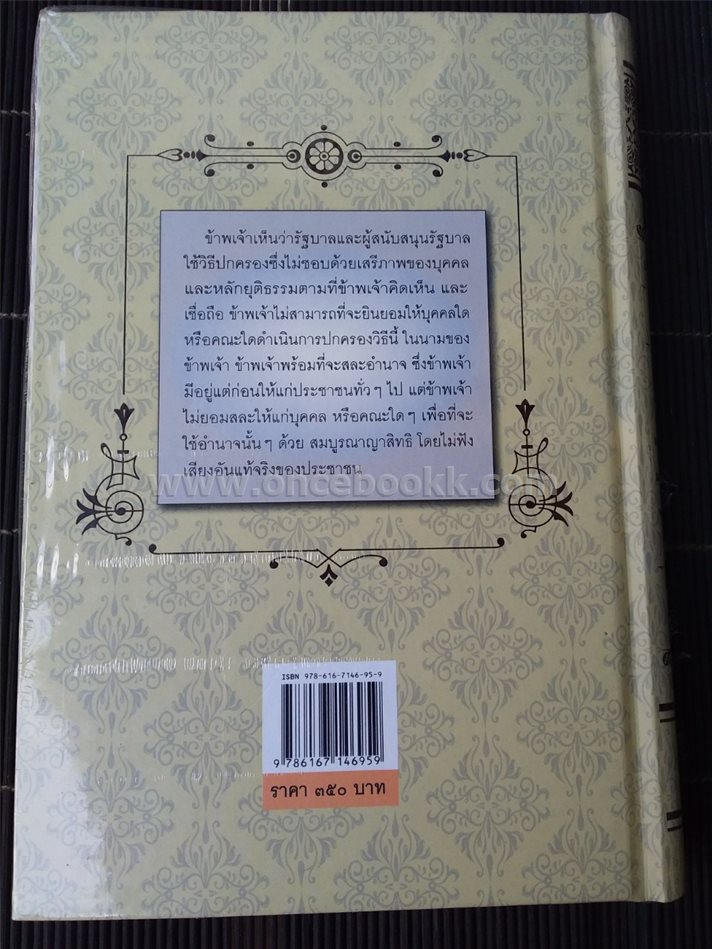 ข้าพเจ้าเห็นว่ารัฐบาลและผู้สนับสนุนรัฐบาล
ใช้วิธีปกครองซึ่งไม่ชอบด้วยเสรีภาพของบุคคล
และหลักยุติธรรมตามที่ข้าพเจ้าคิดเห็น และ
เชื่อถือ ข้าพเจ้าไม่สามารถที่จะยินยอมให้บุคคลใด
หรือคณะใดดำเนินการปกครองวิธีนี้ ในนามของ
ข้าพเจ้า ข้าพเจ้าพร้อมที่จะสละอำนาจ ซึ่งข้าพเจ้า
มีอยู่แต่ก่อนให้แก่ประชาชนทั่ว ๆ ไป แต่ข้าพเจ้า
ไม่ยอมสละให้แก่บุคคล หรือคณะใด ๆ เพื่อที่จะ
ใช้อำนาจนั้น ๆ ด้วย สมบูรณาญาสิทธิ โดยไม่ฟัง
เสียงอันแท้จริงของประชาชน
www.oncebookk.com
ISBN 978-616-7146-95-9
9 786167 146959
ราคา ๓๕๐ บาท